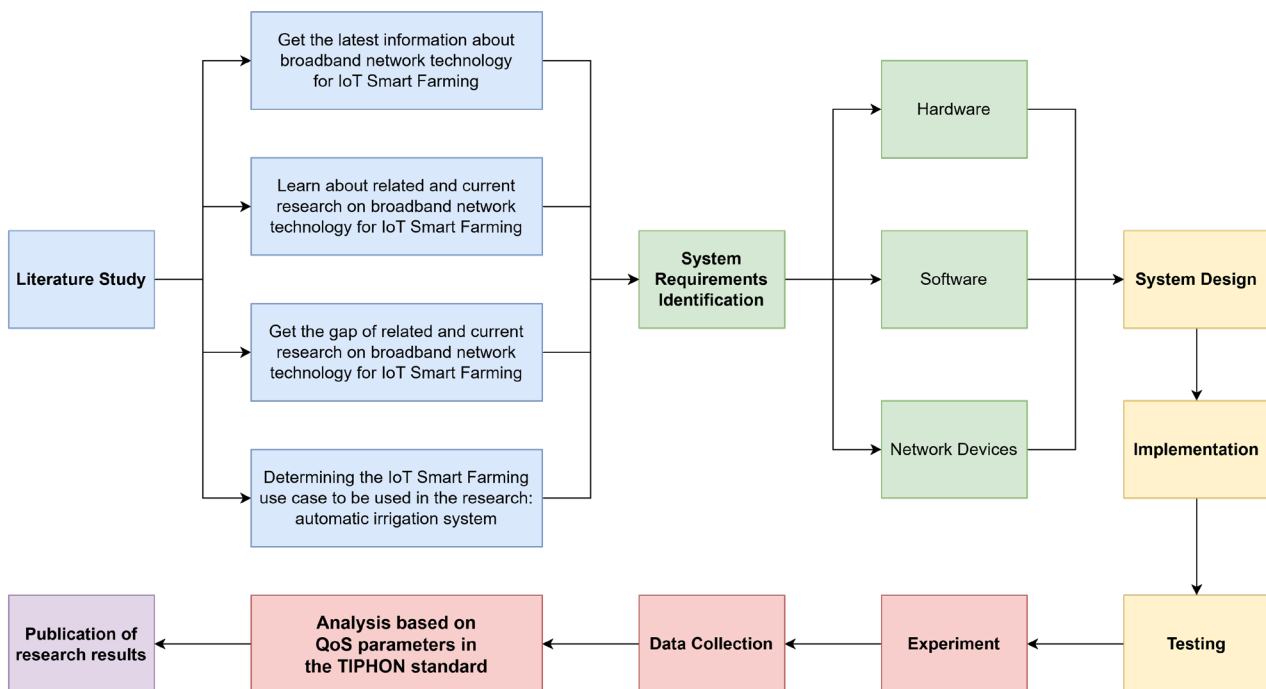 Literature Study
Get the latest information about
broadband network technology
for IoT Smart Farming
Learn about related and current
research on broadband network
technology for IoT Smart Farming
Get the gap of related and current
research on broadband network
technology for IoT Smart Farming
Determining the IoT Smart Farming
use case to be used in the research:
automatic irrigation system
System
Requirements
Identification
Hardware
Software
Network Devices
System Design
Implementation
Testing
Experiment
Data Collection
Analysis based on
QoS parameters in
the TIPHON standard
Publication of
research results